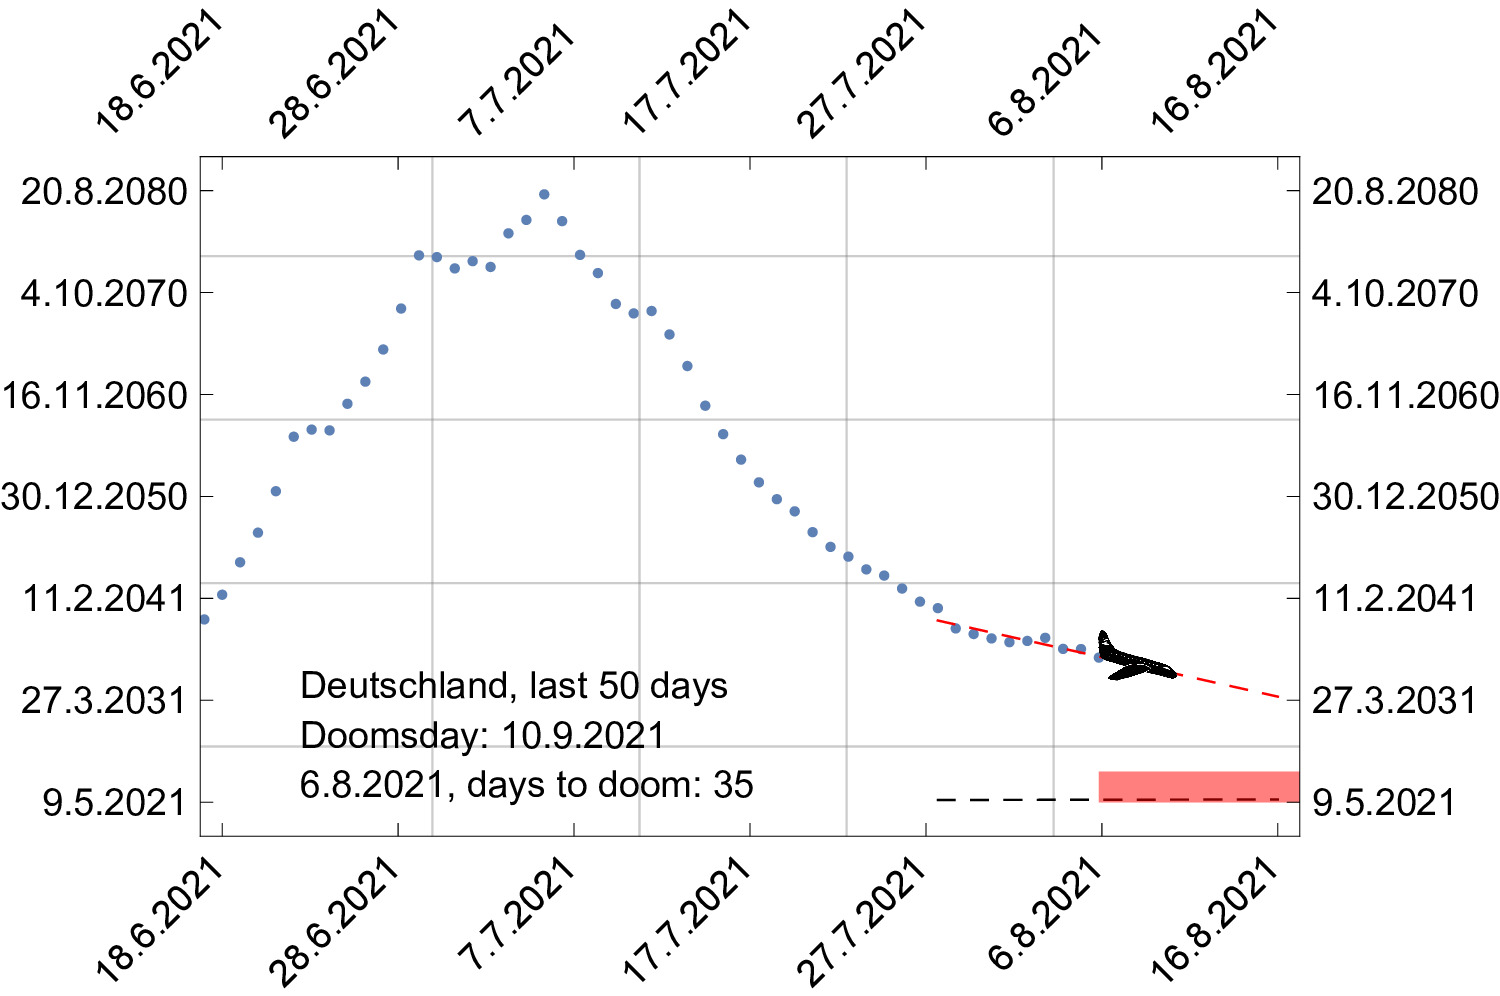 18.6.2021 28.6.2021 7.7.2021 17.7.2021 27.7.2021 6.8.2021 16.8.2021
20.8.2080 20.8.2080
4.10.2070 4.10.2070
16.11.2060 16.11.2060
30.12.2050 30.12.2050
11.2.2041 11.2.2041
Deutschland, last 50 days
27.3.2031 27.3.2031
Doomsday: 10.9.2021
6.8.2021, days to doom: 35
9.5.2021 9.5.2021
18.6.2021 28.6.2021 7.7.2021 17.7.2021 27.7.2021 6.8.2021 16.8.2021